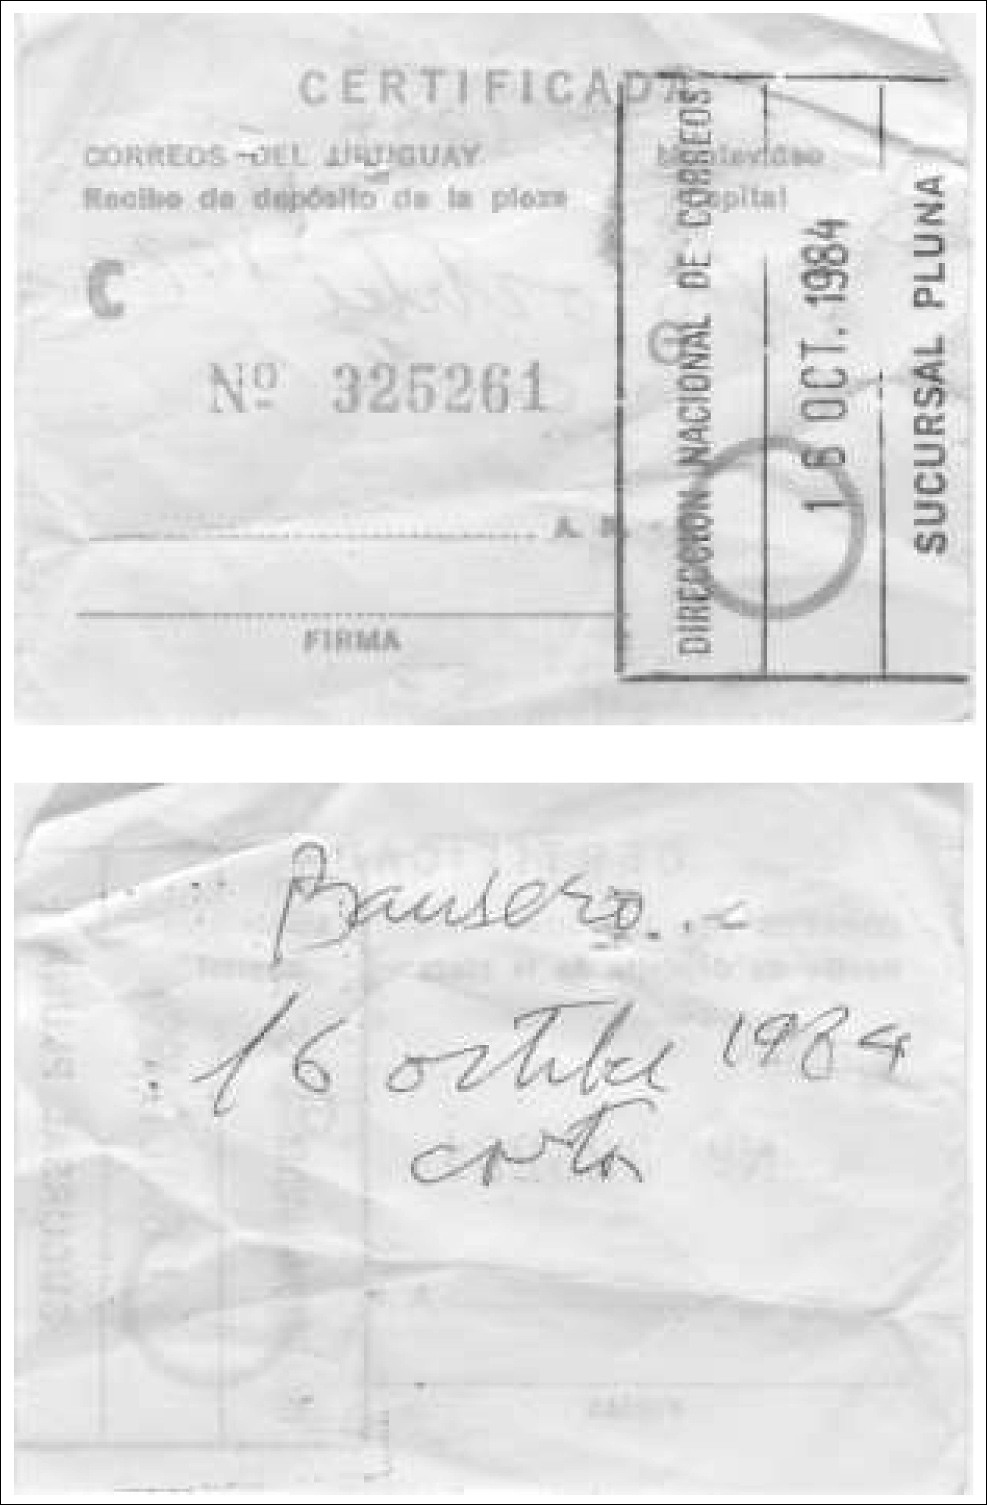 CERTIFICADA
CORREOS DEL URUGUAY Montevideo
Recibo de depósito de la pieza Capital
C
Nº 325261
A. R.
FIRMA
DIRECCION NACIONAL DE CORREOS
16 OCT. 1984
SUCURSAL PLUNA
Bausero
16 octubre 1984
carta